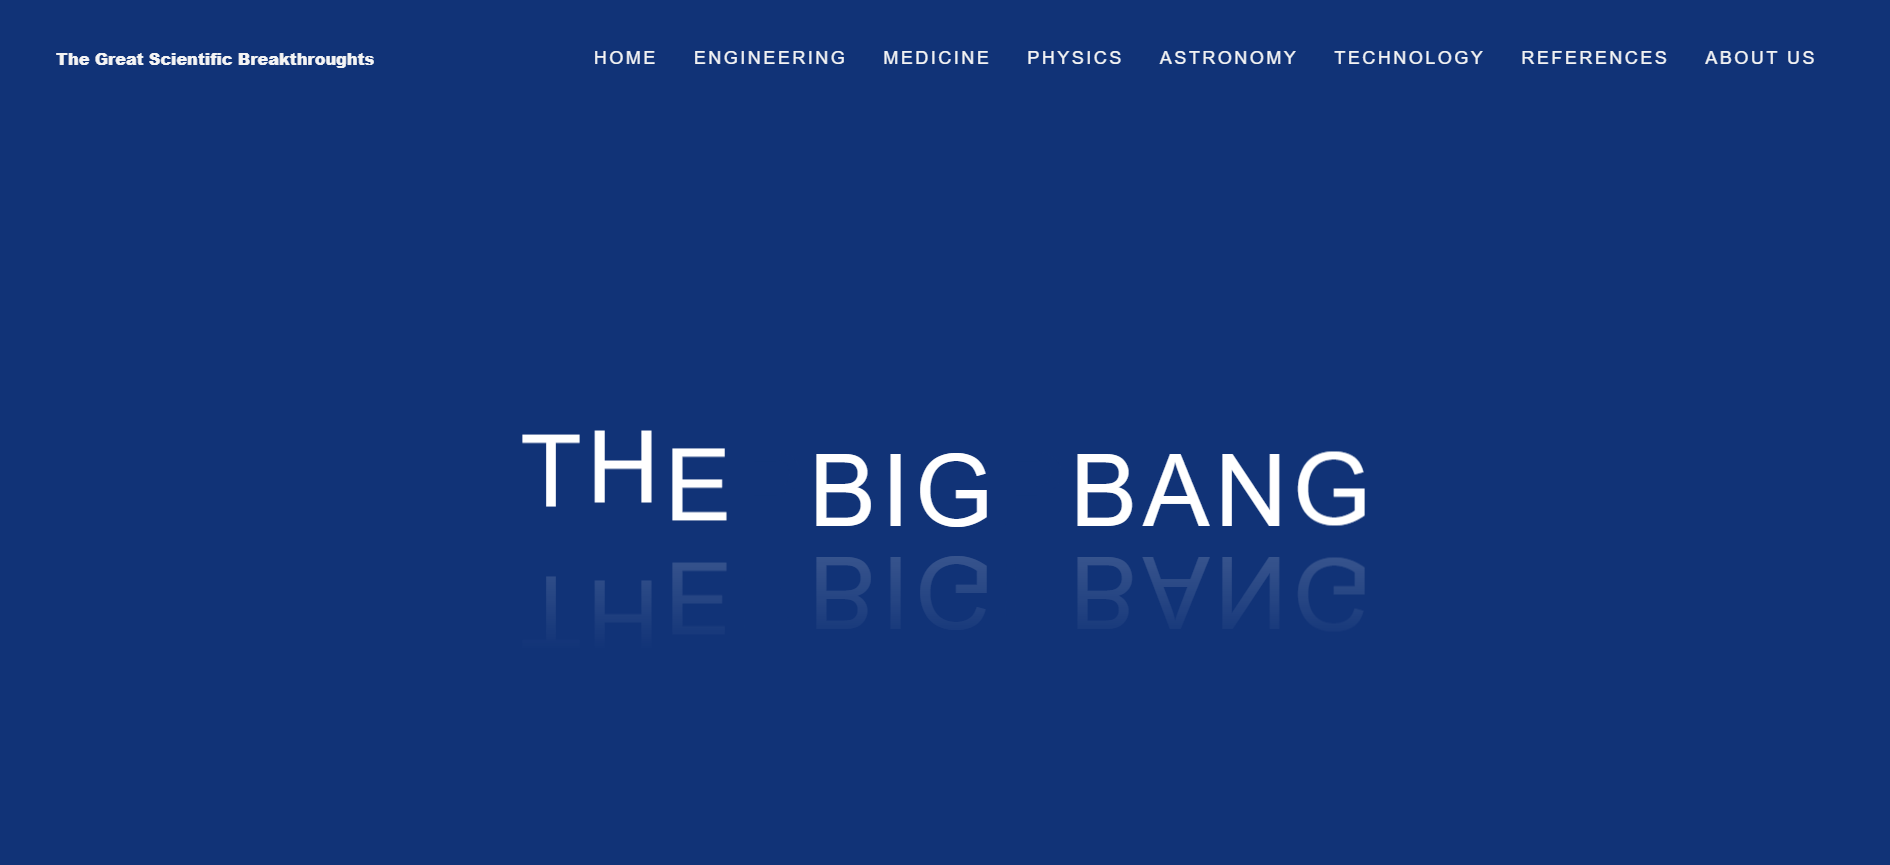 The Great Scientific Breakthroughts
HOME ENGINEERING MEDICINE PHYSICS ASTRONOMY TECHNOLOGY REFERENCES ABOUT US
THE BIG BANG